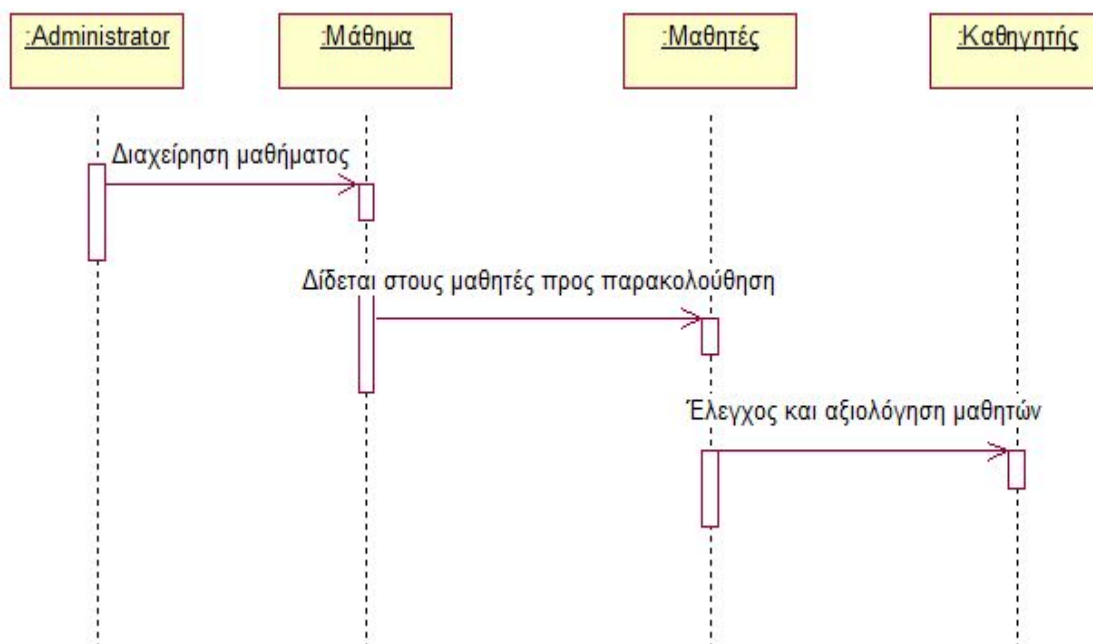 :Administrator
:Μάθημα
:Μαθητές
:Καθηγητής
Διαχείρηση μαθήματος
Δίδεται στους μαθητές προς παρακολούθηση
Έλεγχος και αξιολόγηση μαθητών